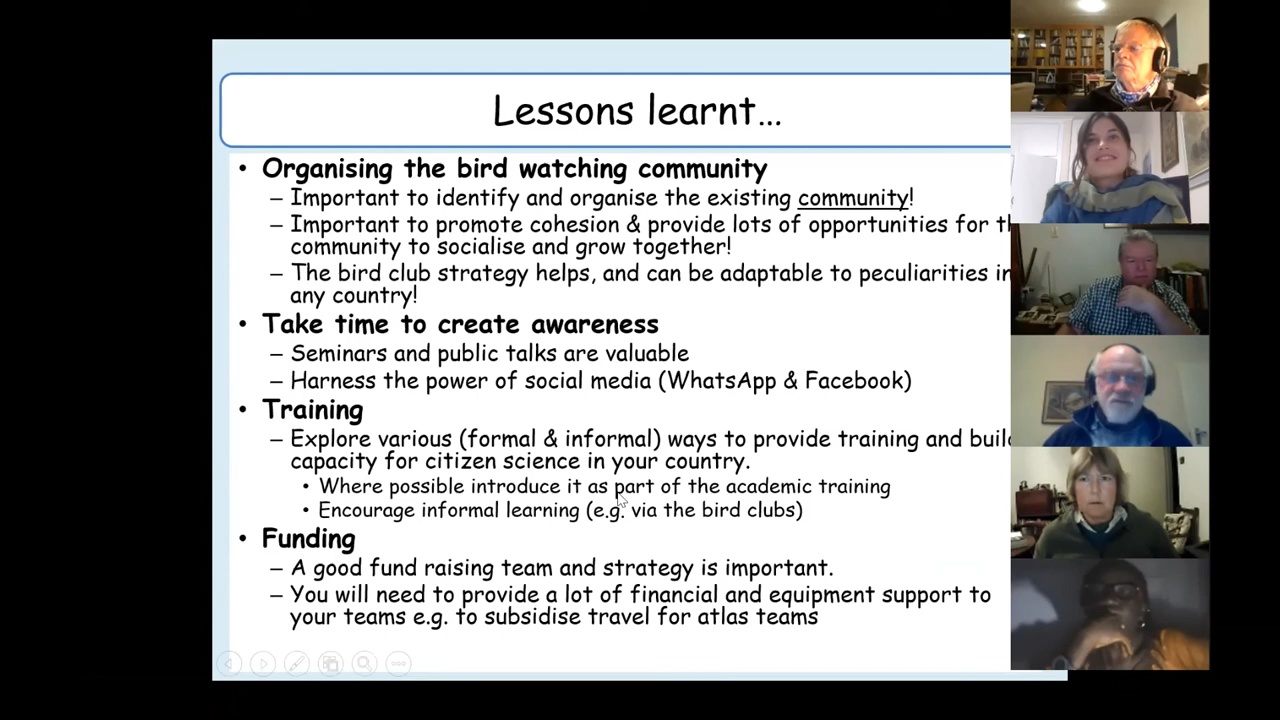 Lessons learnt...
• Organising the bird watching community
– Important to identify and organise the existing community!
– Important to promote cohesion & provide lots of opportunities for
community to socialise and grow together!
– The bird club strategy helps, and can be adaptable to peculiarities in
any country!
• Take time to create awareness
– Seminars and public talks are valuable
– Harness the power of social media (WhatsApp & Facebook)
• Training
– Explore various (formal & informal) ways to provide training and
capacity for citizen science in your country.
• Where possible introduce it as part of the academic training
• Encourage informal learning (e.g. via the bird clubs)
• Funding
– A good fund raising team and strategy is important.
– You will need to provide a lot of financial and equipment support to
your teams e.g. to subsidise travel for atlas teams